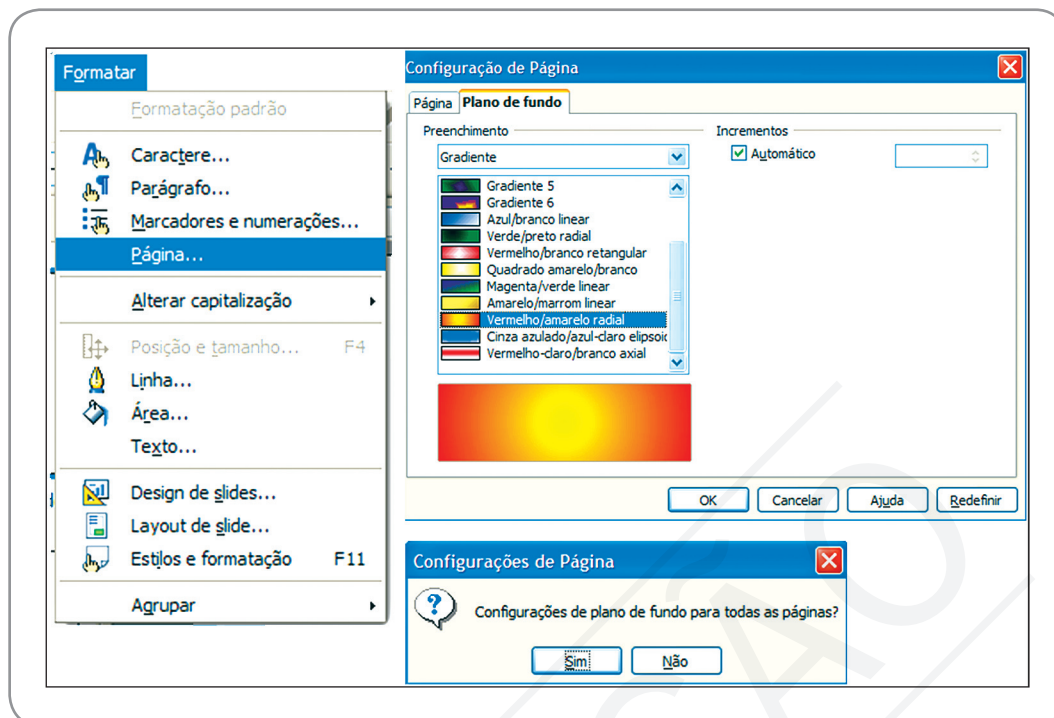 Formatar
Formatação padrão
Caractere...
Parágrafo...
Marcadores e numerações...
Página...
Alterar capitalização
Posição e tamanho... F4
Linha...
Área...
Texto...
Design de slides...
Layout de slide...
Estilos e formatação F11
Agrupar
Configuração de Página
Página Plano de fundo
Preenchimento
Incrementos
Gradiente
Automático
Gradiente 5
Gradiente 6
Azul/branco linear
Verde/preto radial
Vermelho/branco retangular
Quadrado amarelo/branco
Magenta/verde linear
Amarelo/marrom linear
Vermelho/amarelo radial
Cinza azulado/azul-claro elipsoid
Vermelho-claro/branco axial
OK Cancelar Ajuda Redefinir
Configurações de Página
Configurações de plano de fundo para todas as páginas?
Sim Não